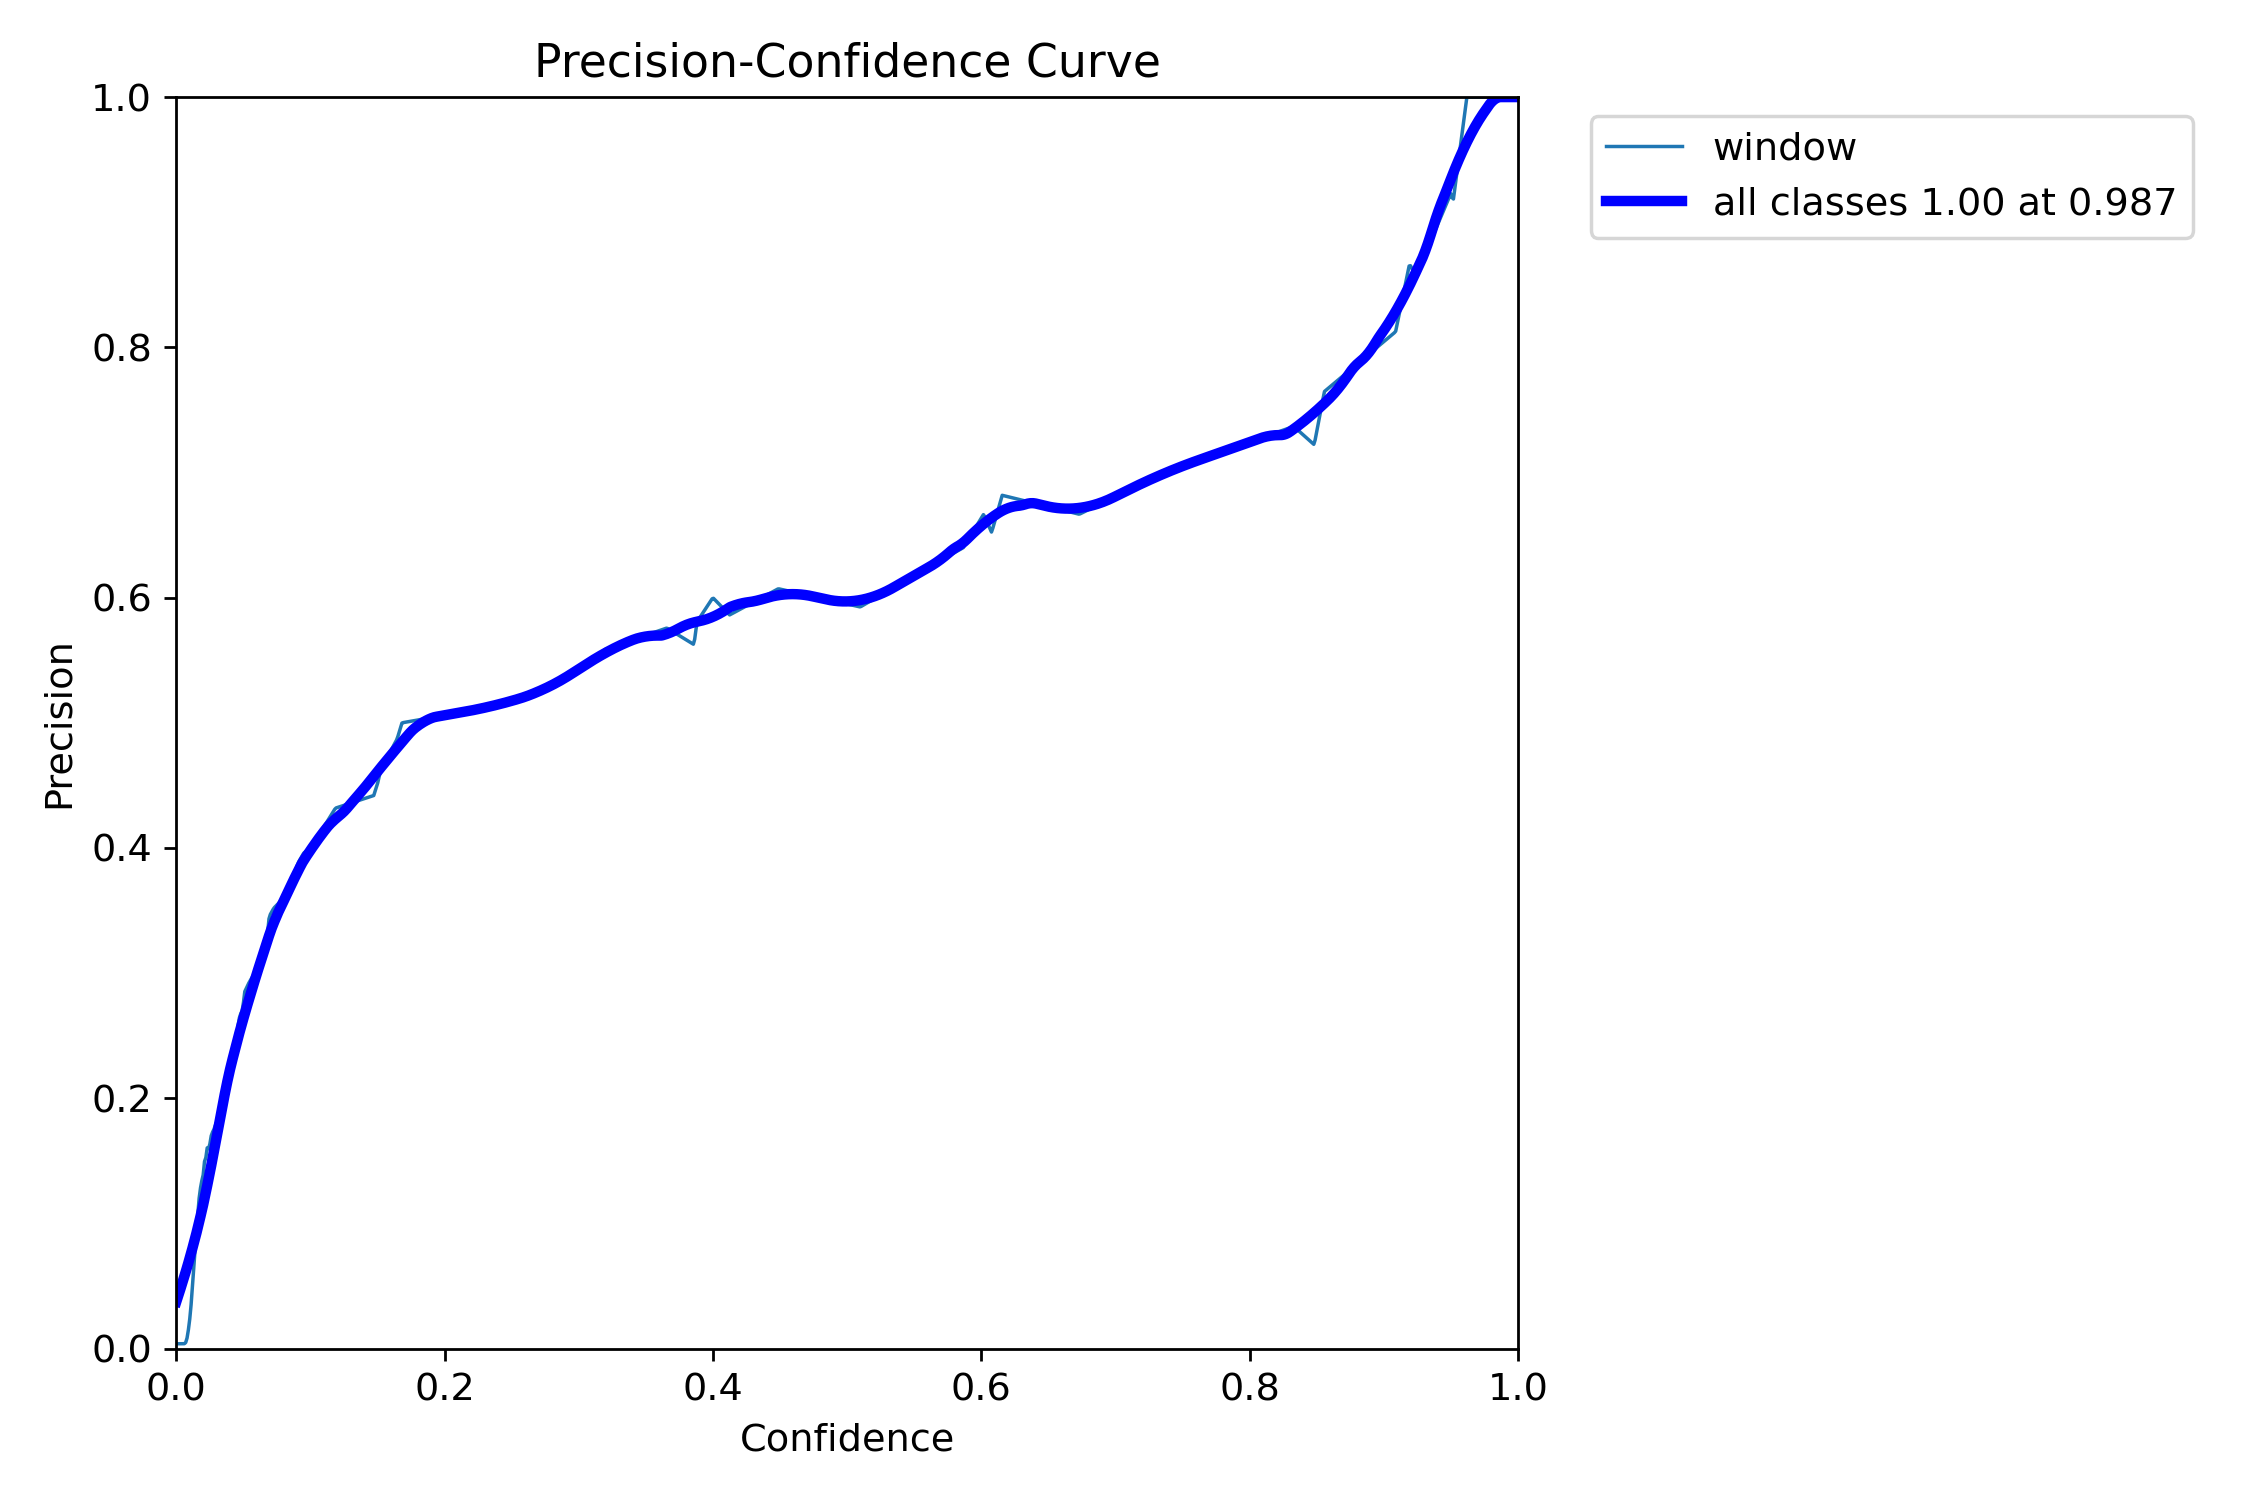 Precision-Confidence Curve
window
all classes 1.00 at 0.987
Precision
1.0
0.8
0.6
0.4
0.2
0.0
0.0 0.2 0.4 0.6 0.8 1.0
Confidence